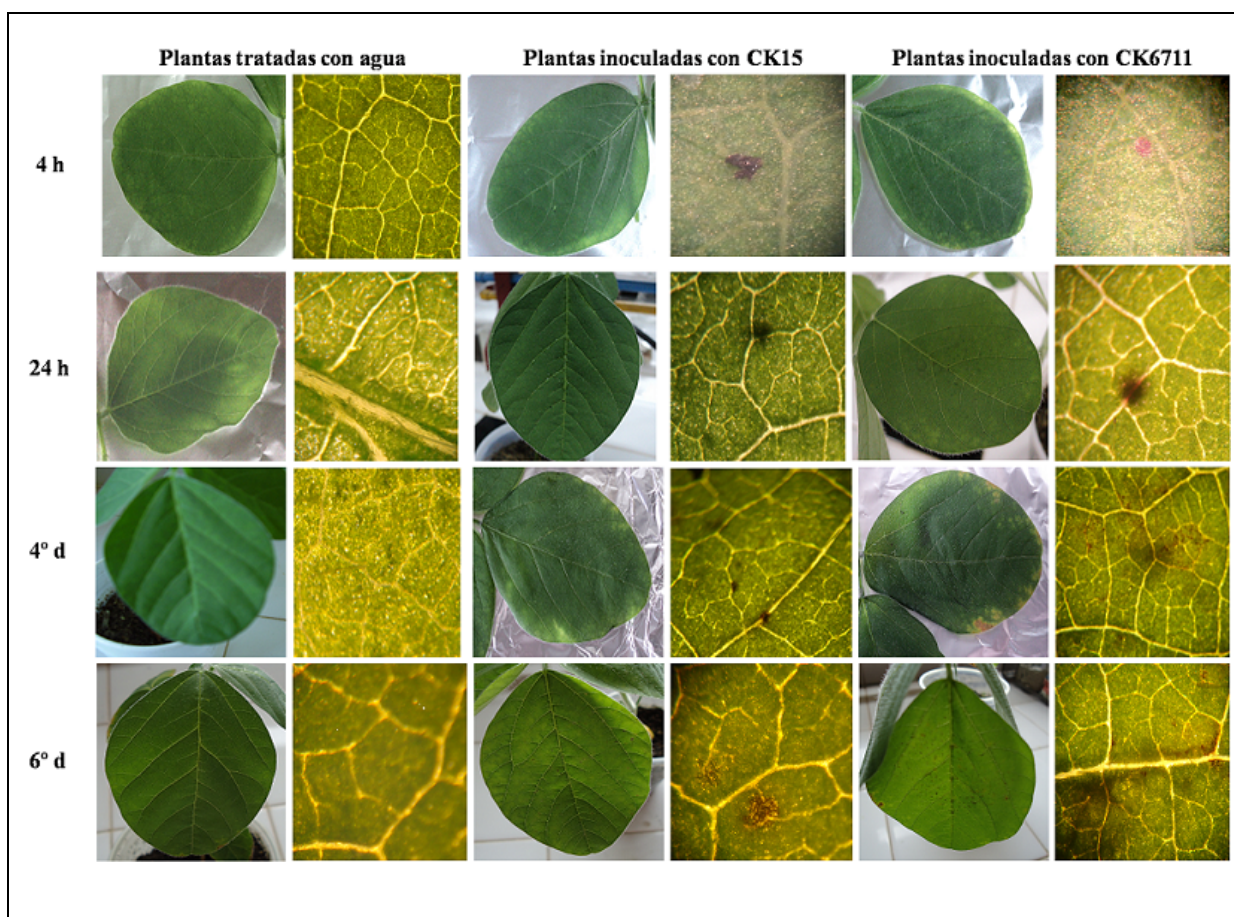 Plantas tratadas con agua Plantas inoculadas con CK15 Plantas inoculadas con CK6711
4 h
24 h
4º d
6º d